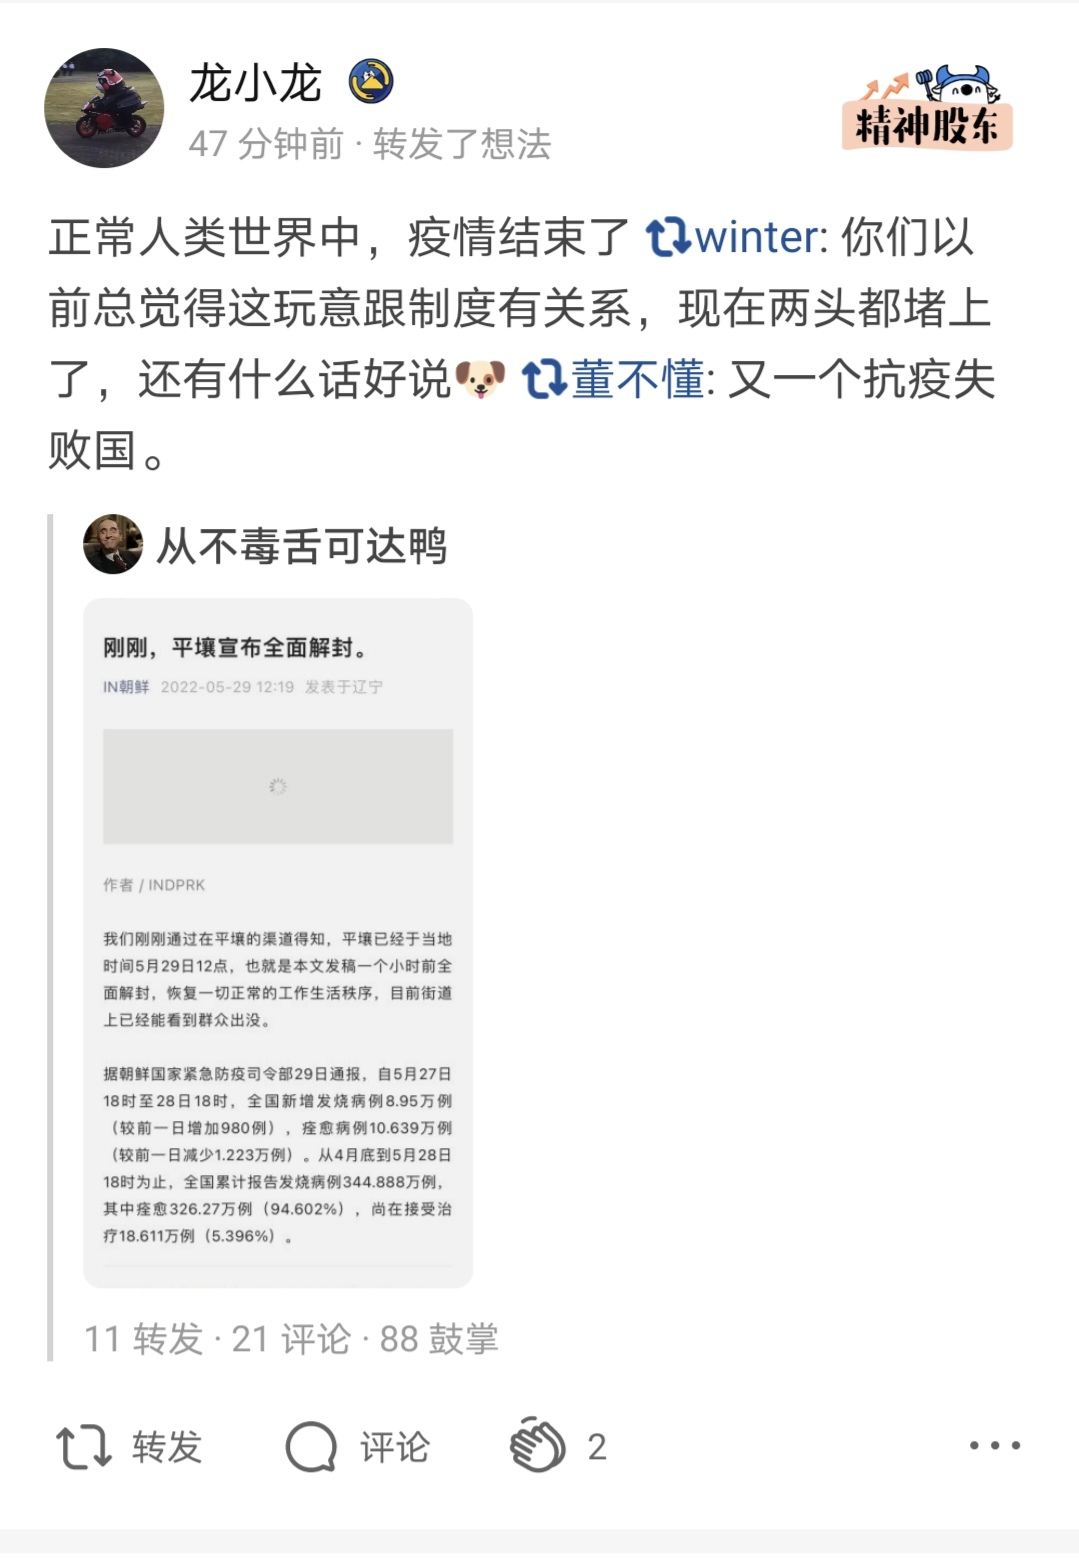 龙小龙
47 分钟前 · 转发了想法
精神股东
正常人类世界中，疫情结束了 winter: 你们以
前总觉得这玩意跟制度有关系，现在两头都堵上
了，还有什么话好说 董不懂: 又一个抗疫失
败国。
从不毒舌可达鸭
刚刚，平壤宣布全面解封。
IN朝鲜 2022-05-29 12:19 发表于辽宁
作者 / INDPRK
我们刚刚通过在平壤的渠道得知，平壤已经于当地
时间5月29日12点，也就是本文发稿一个小时前全
面解封，恢复一切正常的工作生活秩序，目前街道
上已经能看到群众出没。
据朝鲜国家紧急防疫司令部29日通报，自5月27日
18时至28日18时，全国新增发烧病例8.95万例
（较前一日增加980例），痊愈病例10.639万例
（较前一日减少1.223万例）。从4月底到5月28日
18时为止，全国累计报告发烧病例344.888万例，
其中痊愈326.27万例（94.602%），尚在接受治
疗18.611万例（5.396%）。
11 转发 · 21 评论 · 88 鼓掌
转发 评论 2